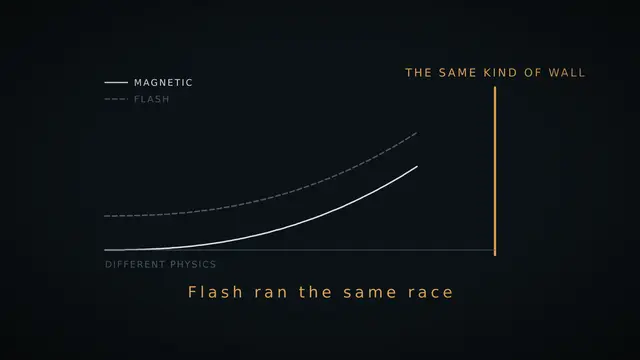 THE SAME KIND OF WALL
MAGNETIC
FLASH
DIFFERENT PHYSICS
Flash ran the same race